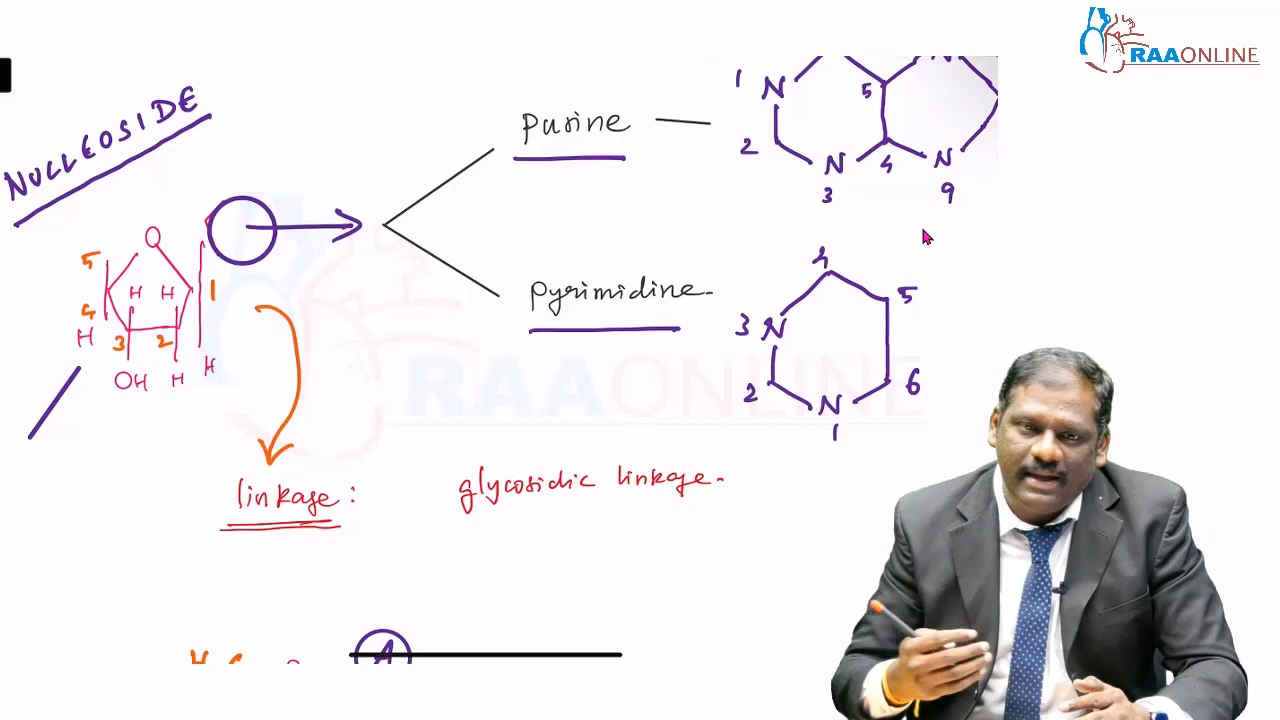 RAAONLINE
NUCLEOSIDE
Purine
1 N
5
N
2
N
3
4
N
9
O
5
H H
1
4
H
3 2
OH H H
Pyrimidine.
4
5
3 N
2
6
N
1
RAAONLINE
linkage :
glycosidic linkage.
A